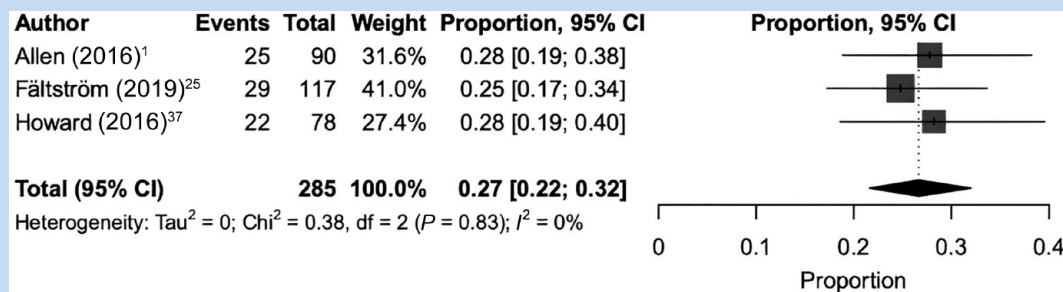 Author Events Total Weight Proportion, 95% CI Proportion, 95% CI
Allen (2016)¹ 25 90 31.6% 0.28 [0.19; 0.38]
Fältström (2019)²⁵ 29 117 41.0% 0.25 [0.17; 0.34]
Howard (2016)³⁷ 22 78 27.4% 0.28 [0.19; 0.40]
Total (95% CI) 285 100.0% 0.27 [0.22; 0.32]
Heterogeneity: Tau² = 0; Chi² = 0.38, df = 2 (P = 0.83); I² = 0%
0 0.1 0.2 0.3 0.4
Proportion